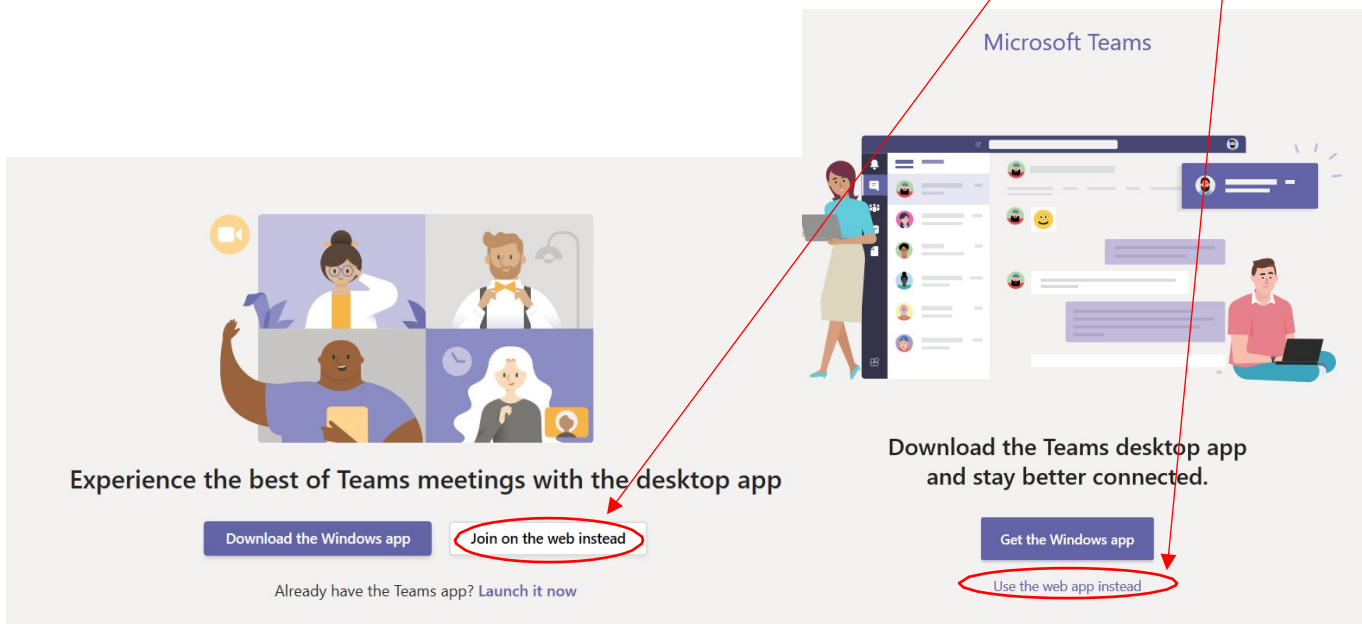 Experience the best of Teams meetings with the desktop app
Download the Windows app
Join on the web instead
Already have the Teams app? Launch it now
Microsoft Teams
Download the Teams desktop app
and stay better connected.
Get the Windows app
Use the web app instead